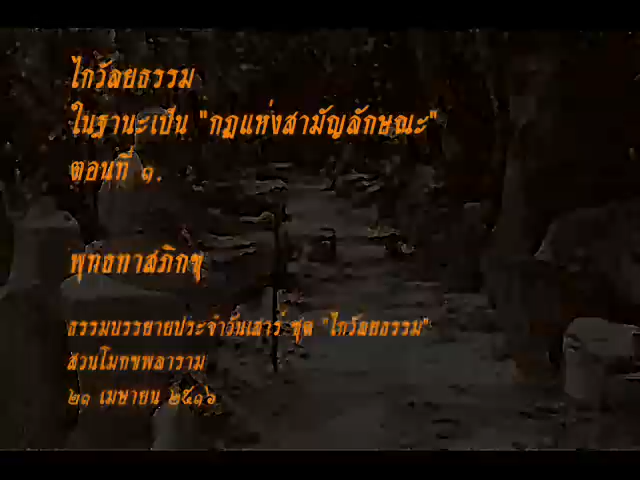 ไกวัลยธรรม
ในฐานะเป็น "กฎแห่งสามัญลักษณะ"
ตอนที่ ๑.
พุทธทาสภิกขุ
ธรรมบรรยายประจำวันเสาร์ ชุด "ไกวัลยธรรม"
สวนโมกขพลาราม
๒๑ เมษายน ๒๕๑๖